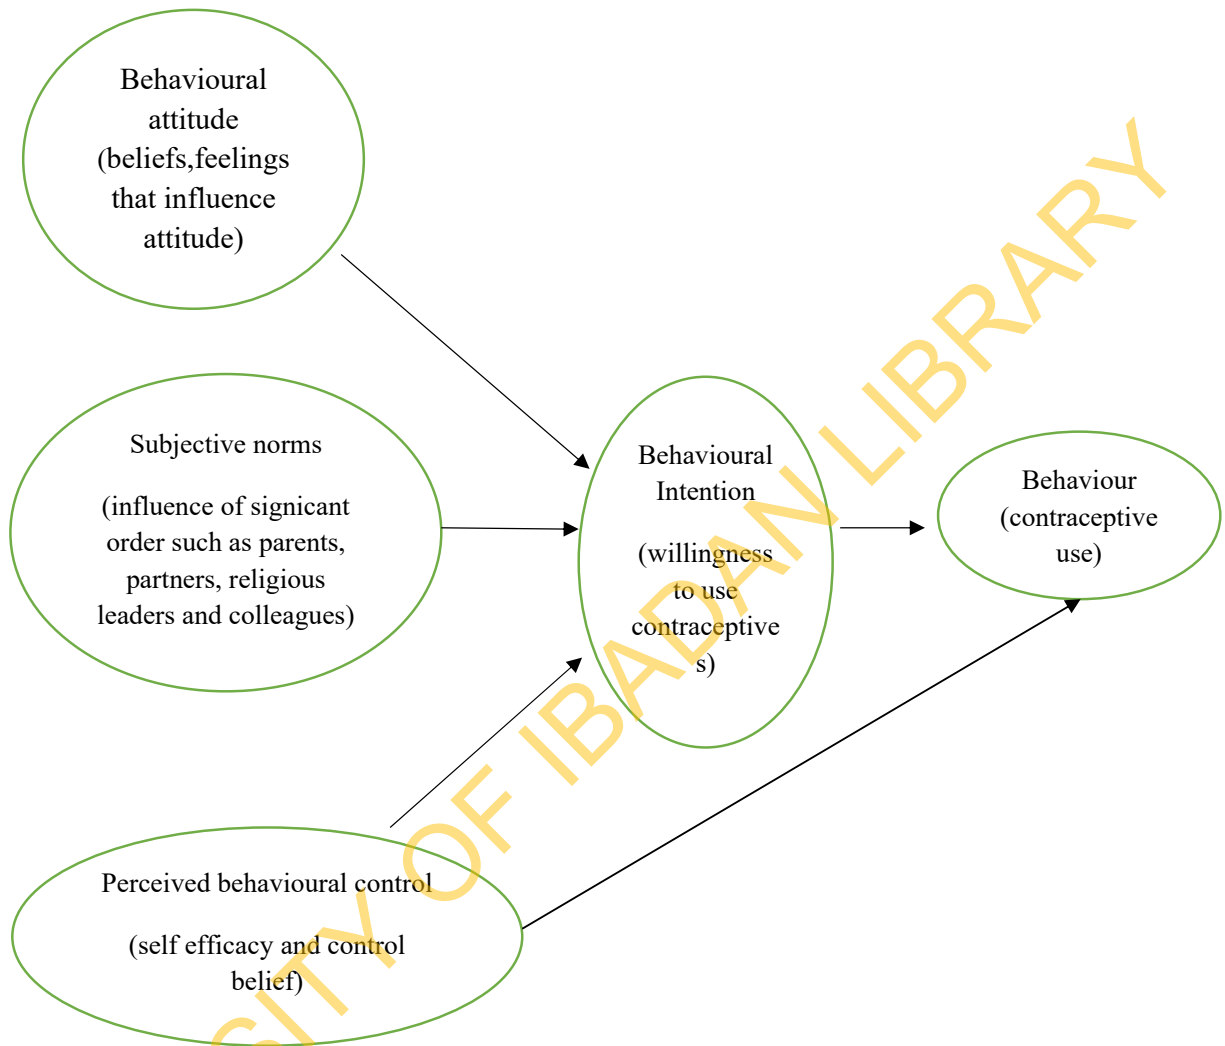 Behavioural
attitude
(beliefs,feelings
that influence
attitude)
Subjective norms
(influence of signicant
order such as parents,
partners, religious
leaders and colleagues)
Behavioural
Intention
(willingness
to use
contraceptive
s)
Behaviour
(contraceptive
use)
Perceived behavioural control
(self efficacy and control
belief)
SITY OF IBADAN LIBRARY